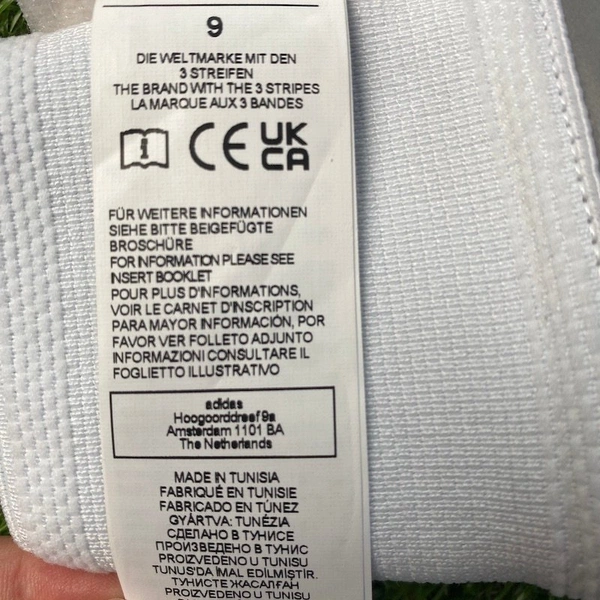 9
DIE WELTMARKE MIT DEN
3 STREIFEN
THE BRAND WITH THE 3 STRIPES
LA MARQUE AUX 3 BANDES
CE UK
CA
FÜR WEITERE INFORMATIONEN
SIEHE BITTE BEIGEFÜGTE
BROSCHÜRE
FOR INFORMATION PLEASE SEE
INSERT BOOKLET
POUR PLUS D'INFORMATIONS,
VOIR LE CARNET D'INSCRIPTION
PARA MAYOR INFORMACIÓN, POR
FAVOR VER FOLLETO ADJUNTO
INFORMAZIONI CONSULTARE IL
FOGLIETTO ILLUSTRATIVO
adidas
Hoogoorddreef 9a
Amsterdam 1101 BA
The Netherlands
MADE IN TUNISIA
FABRIQUÉ EN TUNISIE
FABRICADO EN TÚNEZ
GYÁRTVA: TUNÉZIA
СДЕЛАНО В ТУНИСЕ
ПРОИЗВЕДЕНО В ТУНИС
PROIZVEDENO U TUNISU
TUNUS'DA İMAL EDİLMİŞTİR.
ТУНИСТЕ ЖАСАЛҒАН
PROIZVEDENO U TUNISU